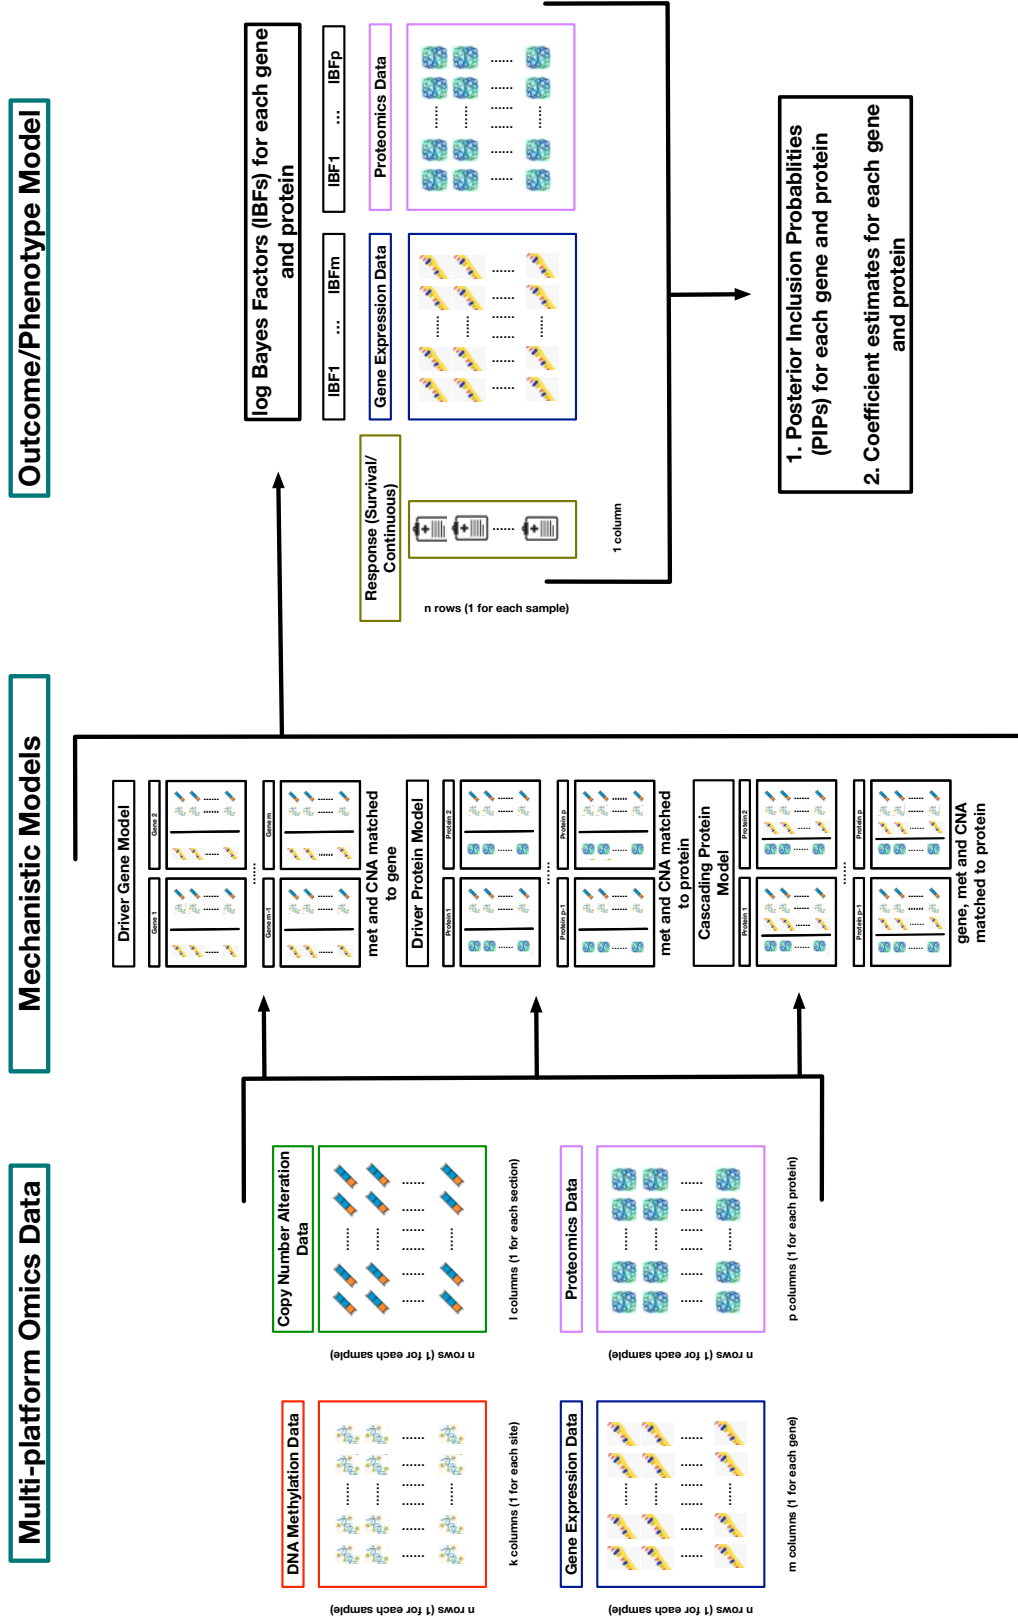 Multi-platform Omics Data
DNA Methylation Data
n rows (1 for each sample)
k columns (1 for each site)
Copy Number Alteration
Data
n rows (1 for each sample)
l columns (1 for each section)
Gene Expression Data
n rows (1 for each sample)
m columns (1 for each gene)
Proteomics Data
n rows (1 for each sample)
p columns (1 for each protein)
Mechanistic Models
Driver Gene Model
Gene 1
Gene 2
Gene m-1
Gene m
met and CNA matched
to gene
Driver Protein Model
Protein 1
Protein 2
Protein p-1
Protein p
met and CNA matched
to protein
Cascading Protein
Model
Protein 1
Protein 2
Protein p-1
Protein p
gene, met and CNA
matched to protein
Outcome/Phenotype Model
log Bayes Factors (lBFs) for each gene
and protein
lBF1 ... lBFm
lBF1 ... lBFp
Response (Survival/
Continuous)
Gene Expression Data
Proteomics Data
n rows (1 for each sample)
1 column
1. Posterior Inclusion Probablities
(PIPs) for each gene and protein
2. Coefficient estimates for each gene
and protein